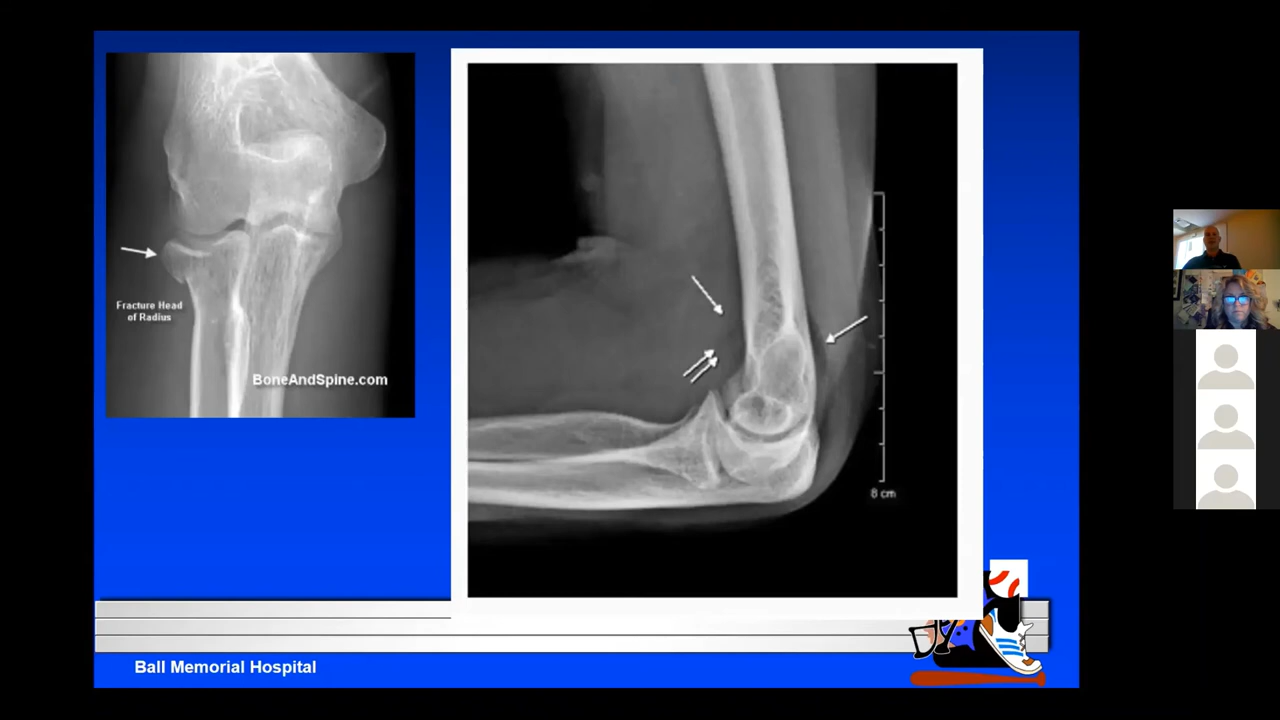 Fracture Head
of Radius
BoneAndSpine.com
8 cm
Ball Memorial Hospital